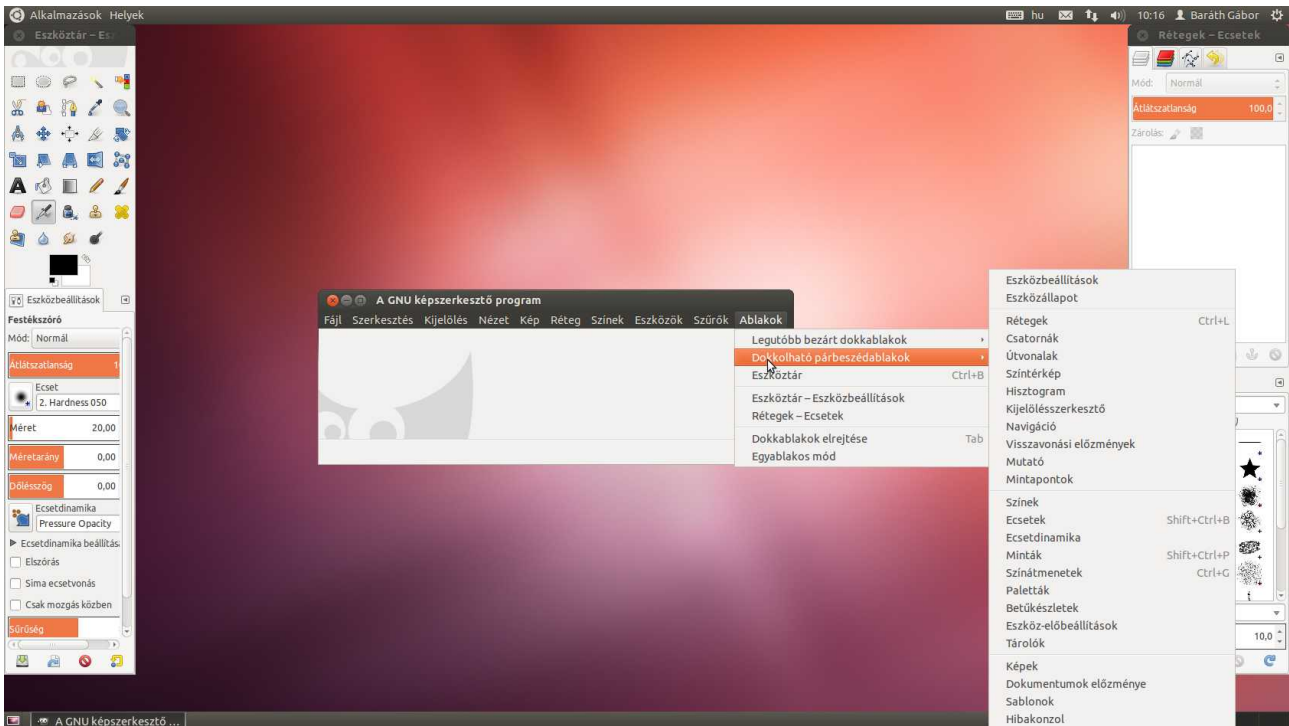 Alkalmazások Helyek
hu
10:16 Baráth Gábor
Eszköztár – Es
Eszközbeállítások
Festékszóró
Mód: Normál
Átlátszatlanság 1
Ecset
2. Hardness 050
Méret 20,00
Méretarány 0,00
Dőlésszög 0,00
Ecsetdinamika
Pressure Opacity
Ecsetdinamika beállítás
Elszórás
Sima ecsetvonás
Csak mozgás közben
Sűrűség
A GNU képszerkesztő program
Fájl Szerkesztés Kijelölés Nézet Kép Réteg Színek Eszközök Szűrők Ablakok
Legutóbb bezárt dokkablakok
Dokkolható párbeszédablakok
Eszköztár Ctrl+B
Eszköztár – Eszközbeállítások
Rétegek – Ecsetek
Dokkablakok elrejtése Tab
Egyablakos mód
Eszközbeállítások
Eszközállapot
Rétegek Ctrl+L
Csatornák
Útvonalak
Színtérkép
Hisztogram
Kijelölésszerkesztő
Navigáció
Visszavonási előzmények
Mutató
Mintapontok
Színek
Ecsetek Shift+Ctrl+B
Ecsetdinamika
Minták Shift+Ctrl+P
Színátmenetek Ctrl+G
Paletták
Betűkészletek
Eszköz-előbeállítások
Tárolók
Képek
Dokumentumok előzménye
Sablonok
Hibakonzol
Rétegek – Ecsetek
Mód: Normál
Átlátszatlanság 100,0
Zárolás:
10,0
A GNU képszerkesztő ...